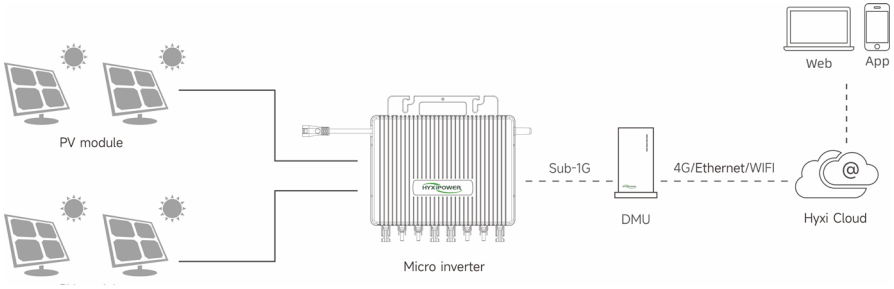 Web
App
PV module
HYXIPOWER
Sub-1G
4G/Ethernet/WIFI
@
DMU
Hyxi Cloud
Micro inverter